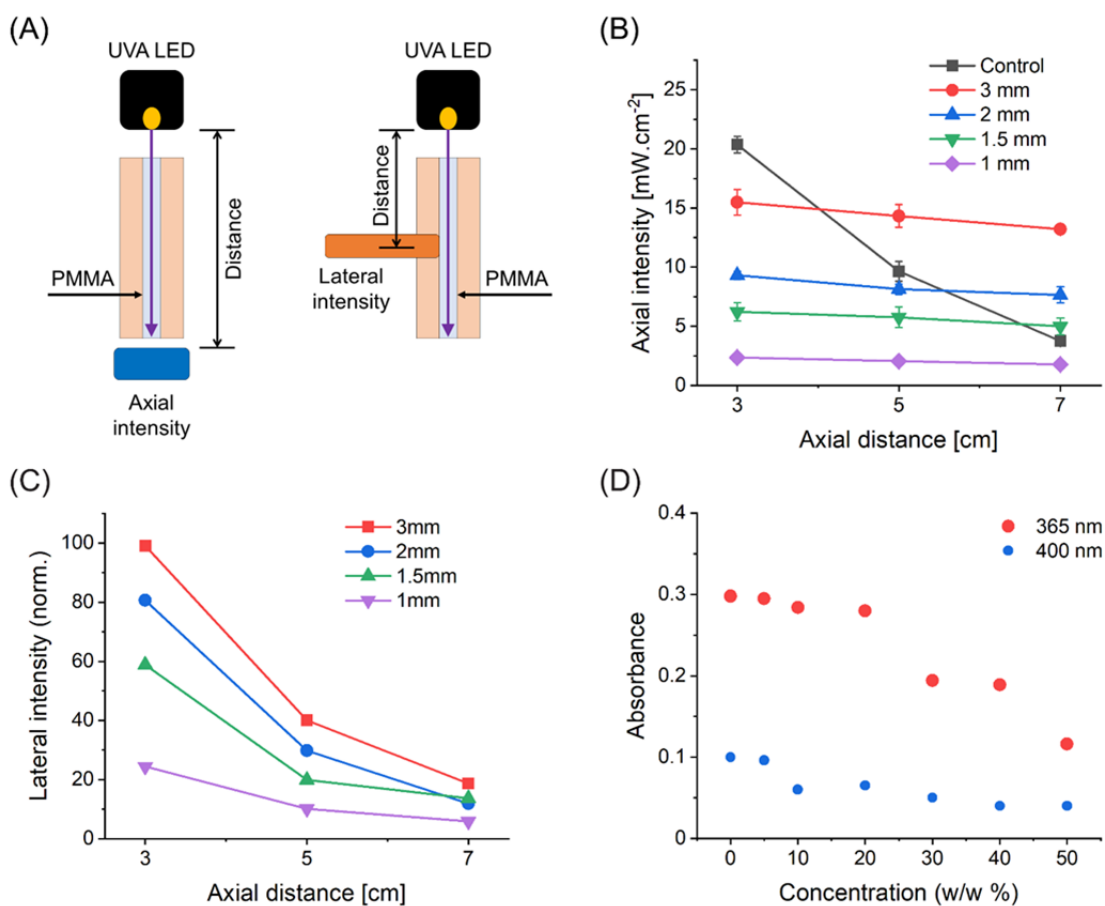 (A)
UVA LED
UVA LED
Distance
Distance
PMMA
PMMA
Lateral
intensity
Axial
intensity
(B)
Control
3 mm
2 mm
1.5 mm
1 mm
Axial intensity [mW.cm-2]
25
20
15
10
5
0
3
5
7
Axial distance [cm]
(C)
3mm
2mm
1.5mm
1mm
Lateral intensity (norm.)
100
80
60
40
20
0
3
5
7
Axial distance [cm]
(D)
365 nm
400 nm
Absorbance
0.4
0.3
0.2
0.1
0
0
10
20
30
40
50
Concentration (w/w %)